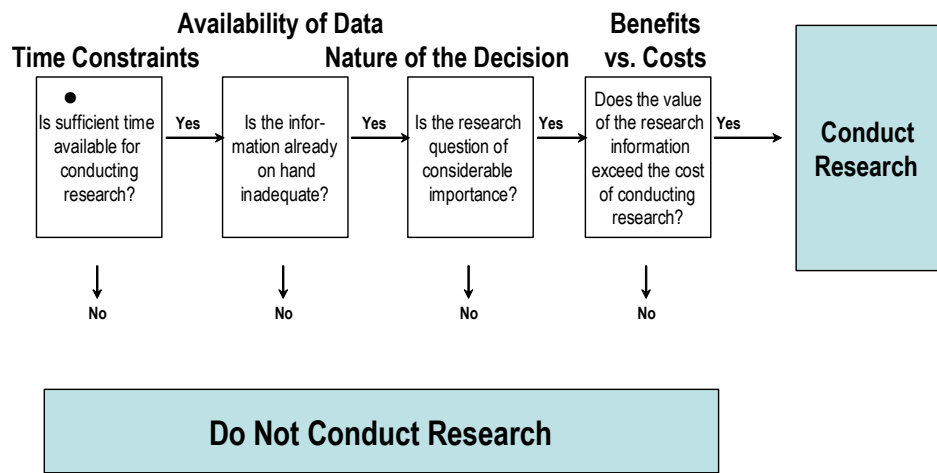 Availability of Data
Benefits
Time Constraints
Nature of the Decision
vs. Costs
●
Is sufficient time
available for
conducting
research?
Yes
Is the infor-
mation already
on hand
inadequate?
Yes
Is the research
question of
considerable
importance?
Yes
Does the value
of the research
information
exceed the cost
of conducting
research?
Yes
Conduct
Research
No
No
No
No
Do Not Conduct Research